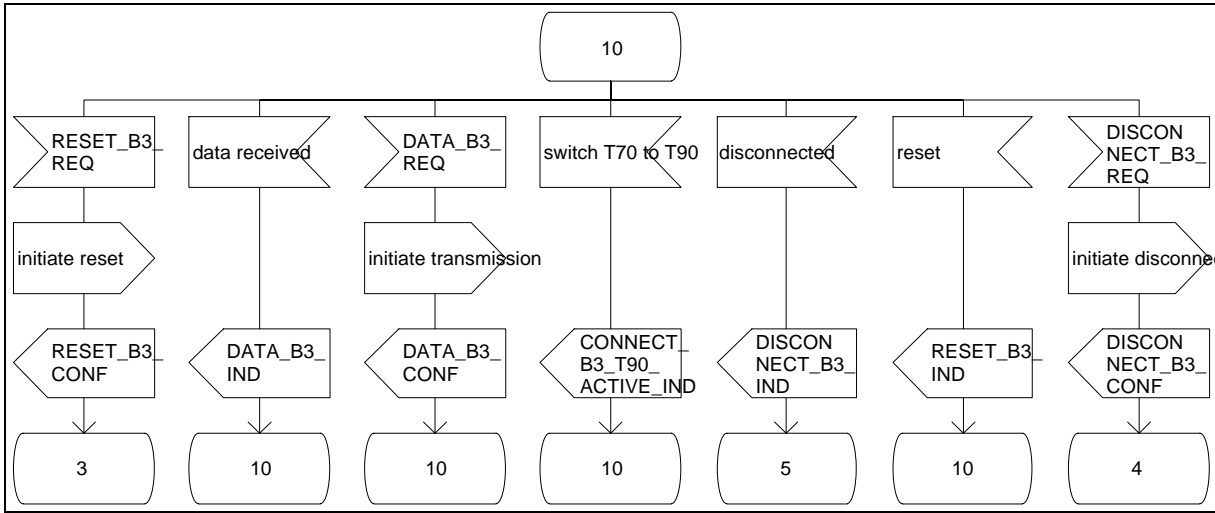 10
RESET_B3_
REQ
data received
DATA_B3_
REQ
switch T70 to T90
disconnected
reset
DISCON
NECT_B3_
REQ
initiate reset
initiate transmission
initiate disconne
RESET_B3_
CONF
DATA_B3_
IND
DATA_B3_
CONF
CONNECT_
B3_T90_
ACTIVE_IND
DISCON
NECT_B3_
IND
RESET_B3_
IND
DISCON
NECT_B3_
CONF
3
10
10
10
5
10
4